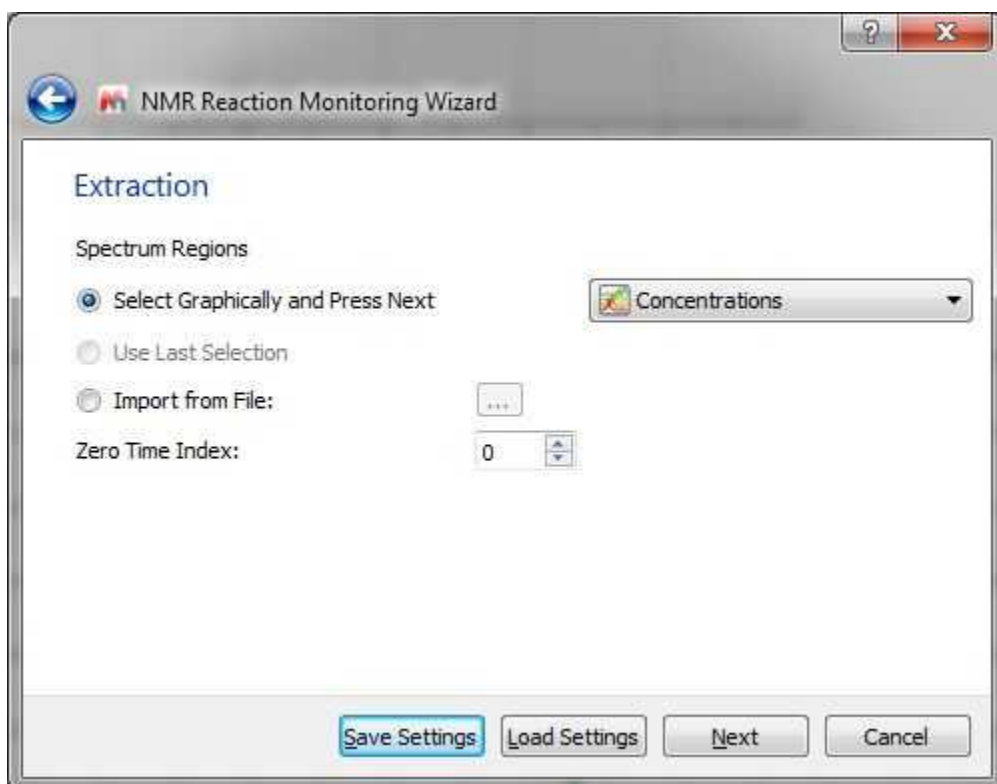 NMR Reaction Monitoring Wizard
Extraction
Spectrum Regions
Select Graphically and Press Next
Concentrations
Use Last Selection
Import from File:
...
Zero Time Index:
0
Save Settings
Load Settings
Next
Cancel